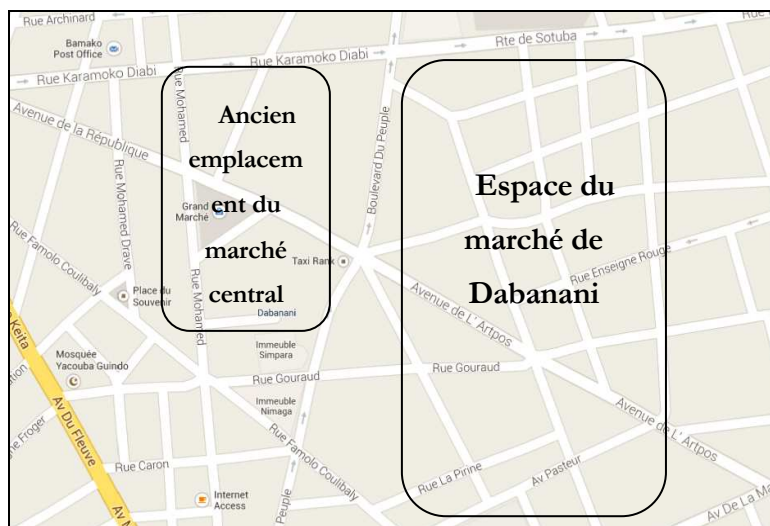 Rue Archinard
Bamako
Post Office
Rue Karamoko Diabi
Rue Karamoko Diabi
Rte de Sotuba
Rue
Ancien
emplacem
ent du
marché
central
Espace du
marché de
Dabanani
Avenue de la République
Rue Mohamed
Rue Mohamed Drave
Boulevard Du Peuple
Grand
Marché
Taxi Rank
Rue Famolo Coulibaly
Rue Mohamed
Place du
Souvenir
Dabanani
Rue Enseigne Rouge
Avenue de L' Artpos
Keita
Mosquée
Yacouba Guindo
Immeuble
Simpara
Rue Gouraud
Rue Gouraud
Immeuble
Nimaga
Avenue de L' Artpos
Av Du Fleuve
Froger
Rue Famolo Coulibaly
Rue Caron
Rue La Pirine
Av Pasteur
Internet
Access
Peuple
Av De La Ma